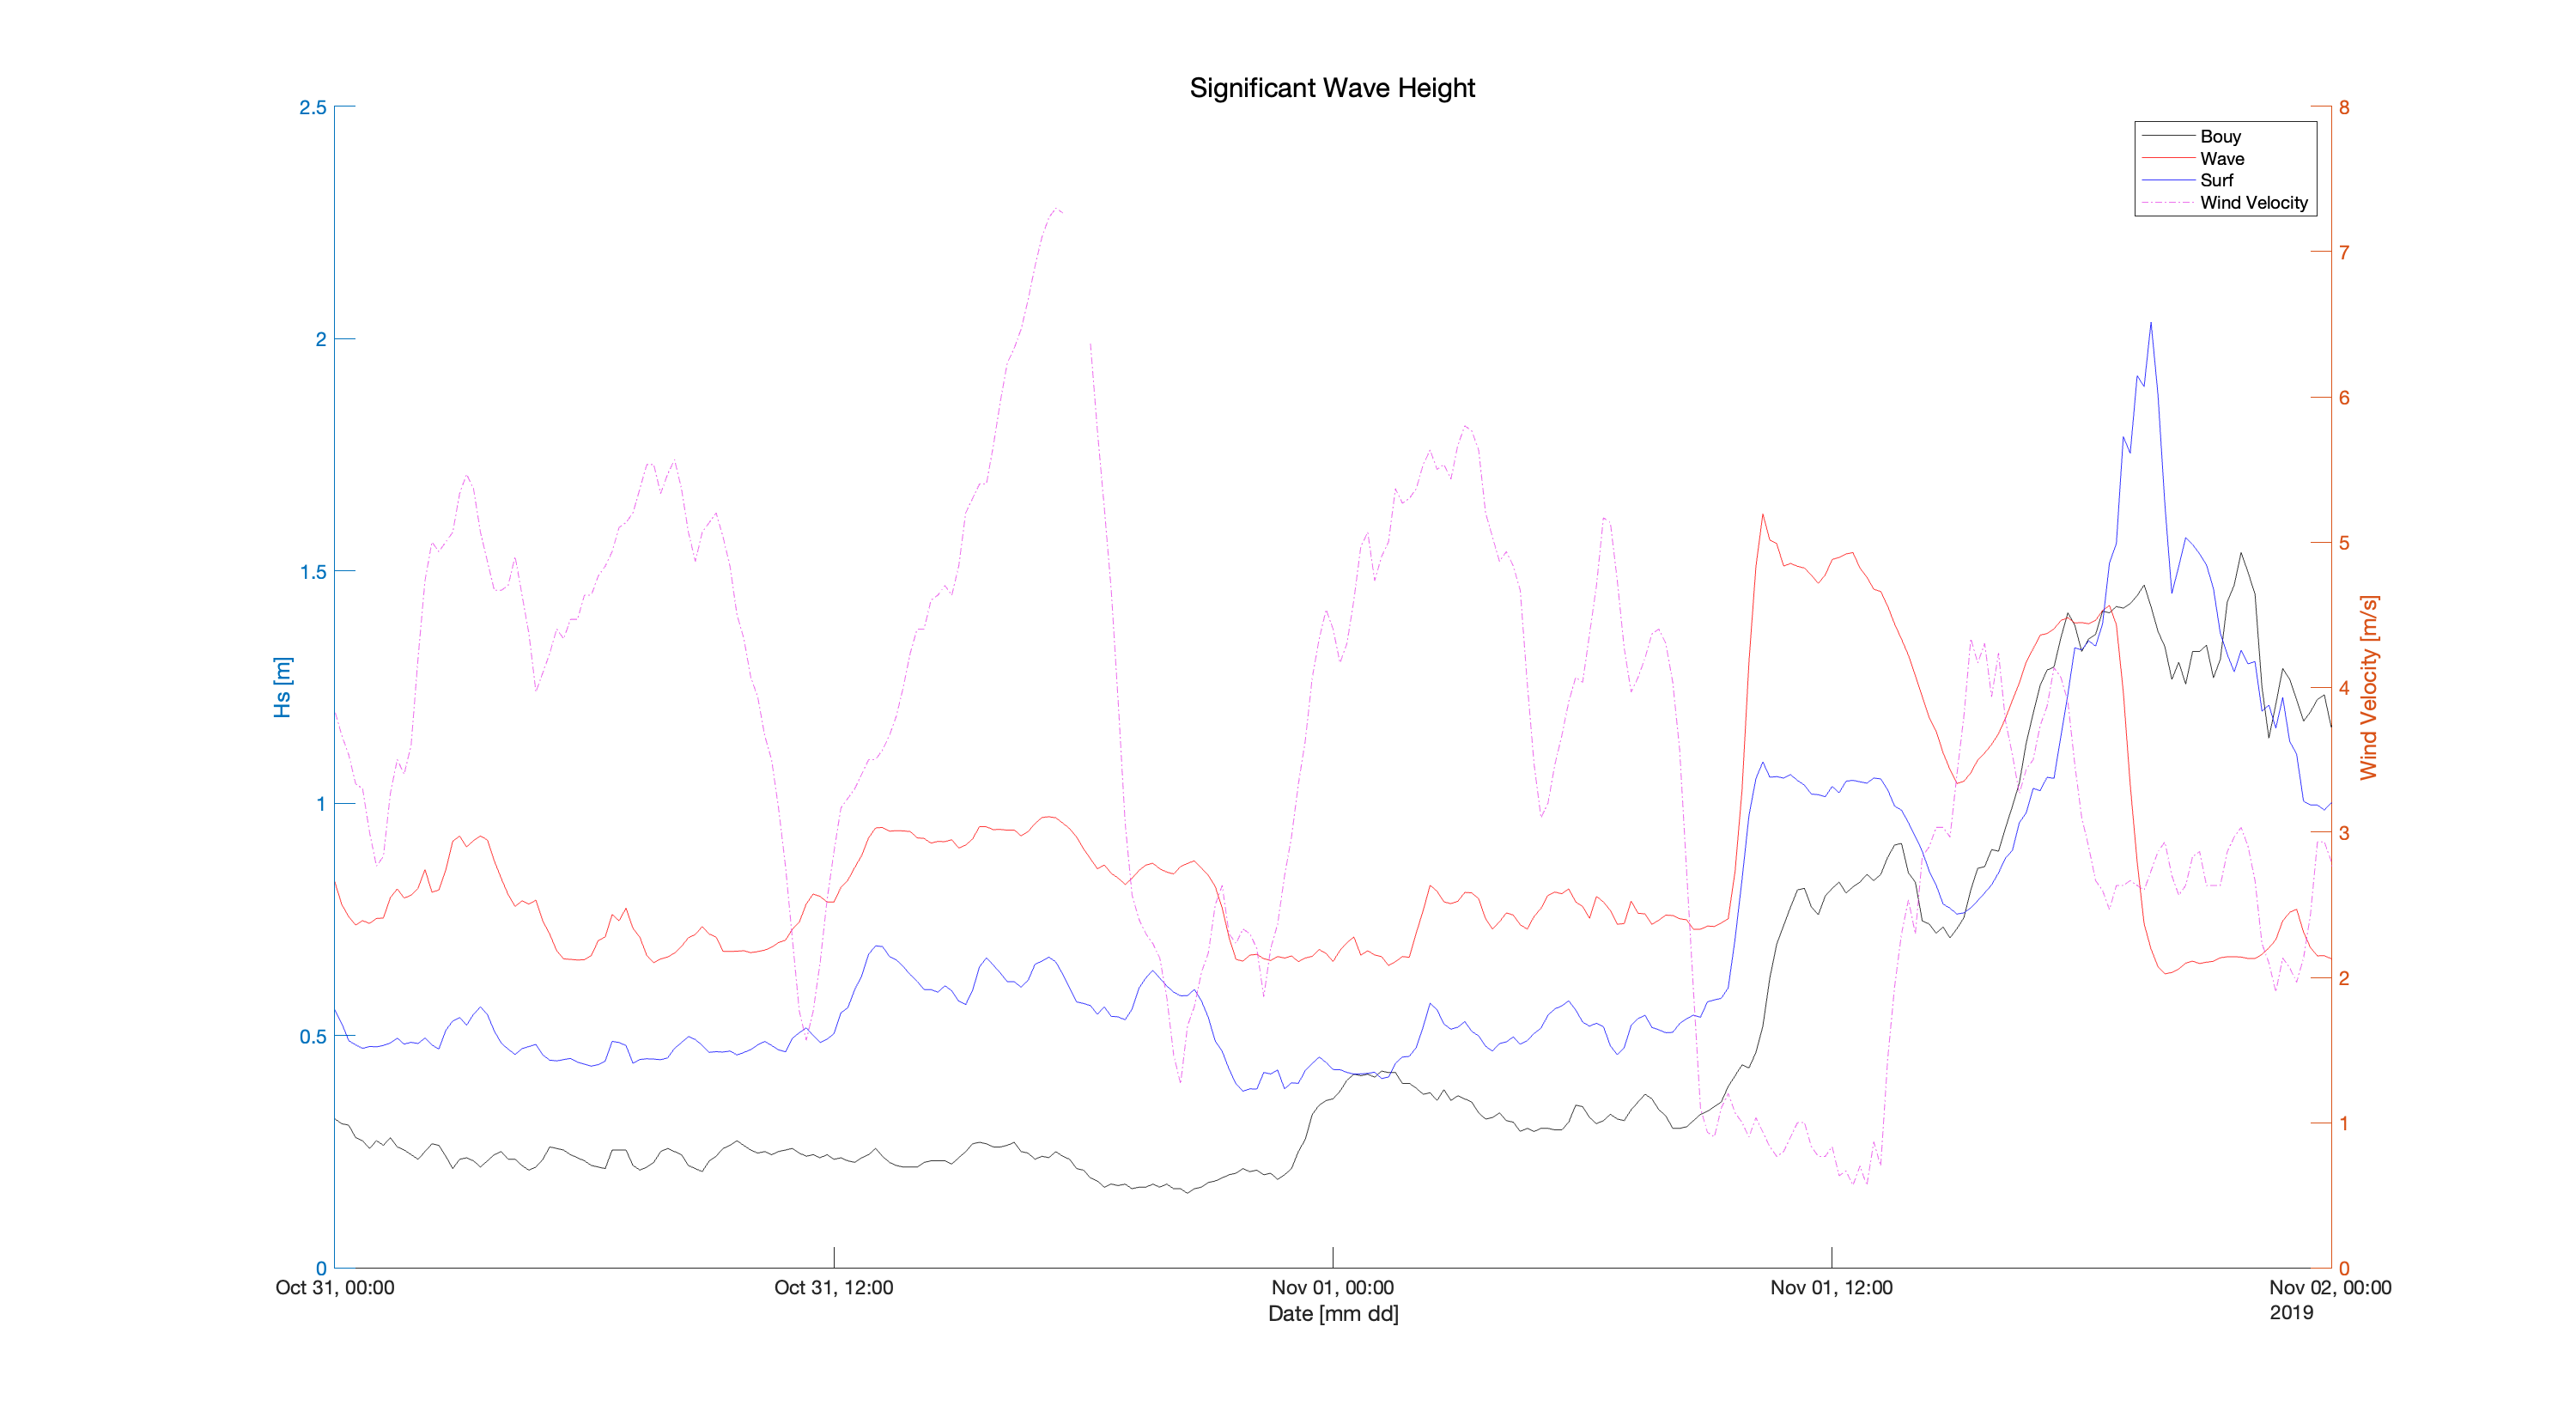 Significant Wave Height
2.5
2
1.5
1
0.5
0
Hs [m]
8
7
6
5
4
3
2
1
0
Wind Velocity [m/s]
Bouy
Wave
Surf
Wind Velocity
Oct 31, 00:00
Oct 31, 12:00
Nov 01, 00:00
Nov 01, 12:00
Nov 02, 00:00
2019
Date [mm dd]